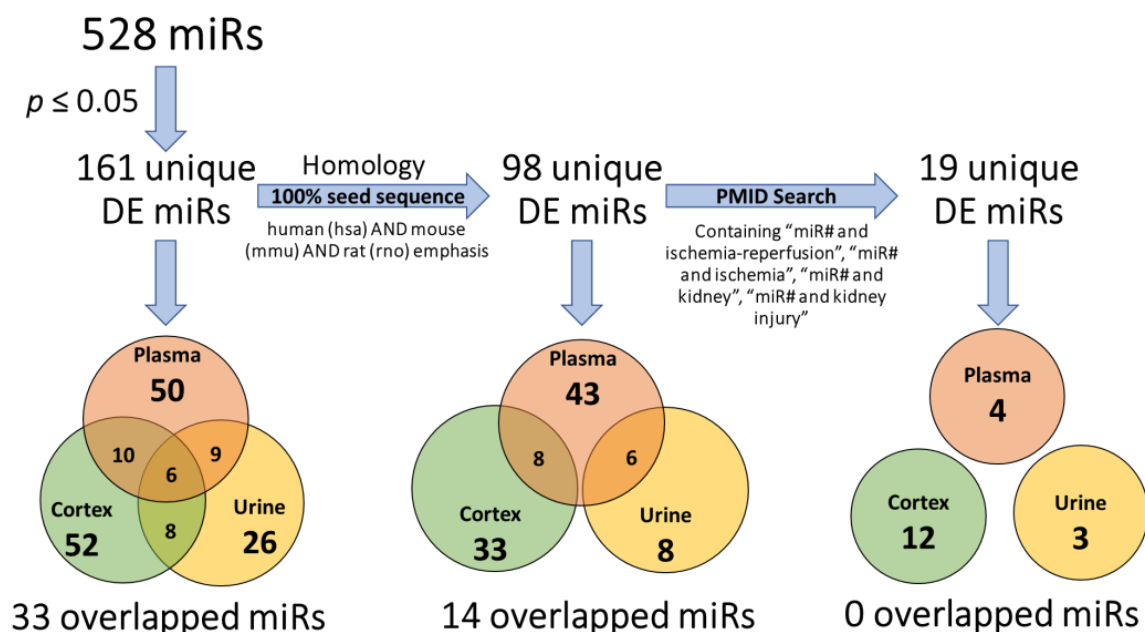 528 miRs
p ≤ 0.05
161 unique
DE miRs
Homology
100% seed sequence
human (hsa) AND mouse
(mmu) AND rat (rno) emphasis
98 unique
DE miRs
PMID Search
Containing “miR# and
ischemia-reperfusion”, “miR#
and ischemia”, “miR# and
kidney”, “miR# and kidney
injury”
19 unique
DE miRs
Plasma
50
10
6
9
Cortex
52
8
Urine
26
33 overlapped miRs
Plasma
43
8
6
Cortex
33
Urine
8
14 overlapped miRs
Plasma
4
Cortex
12
Urine
3
0 overlapped miRs